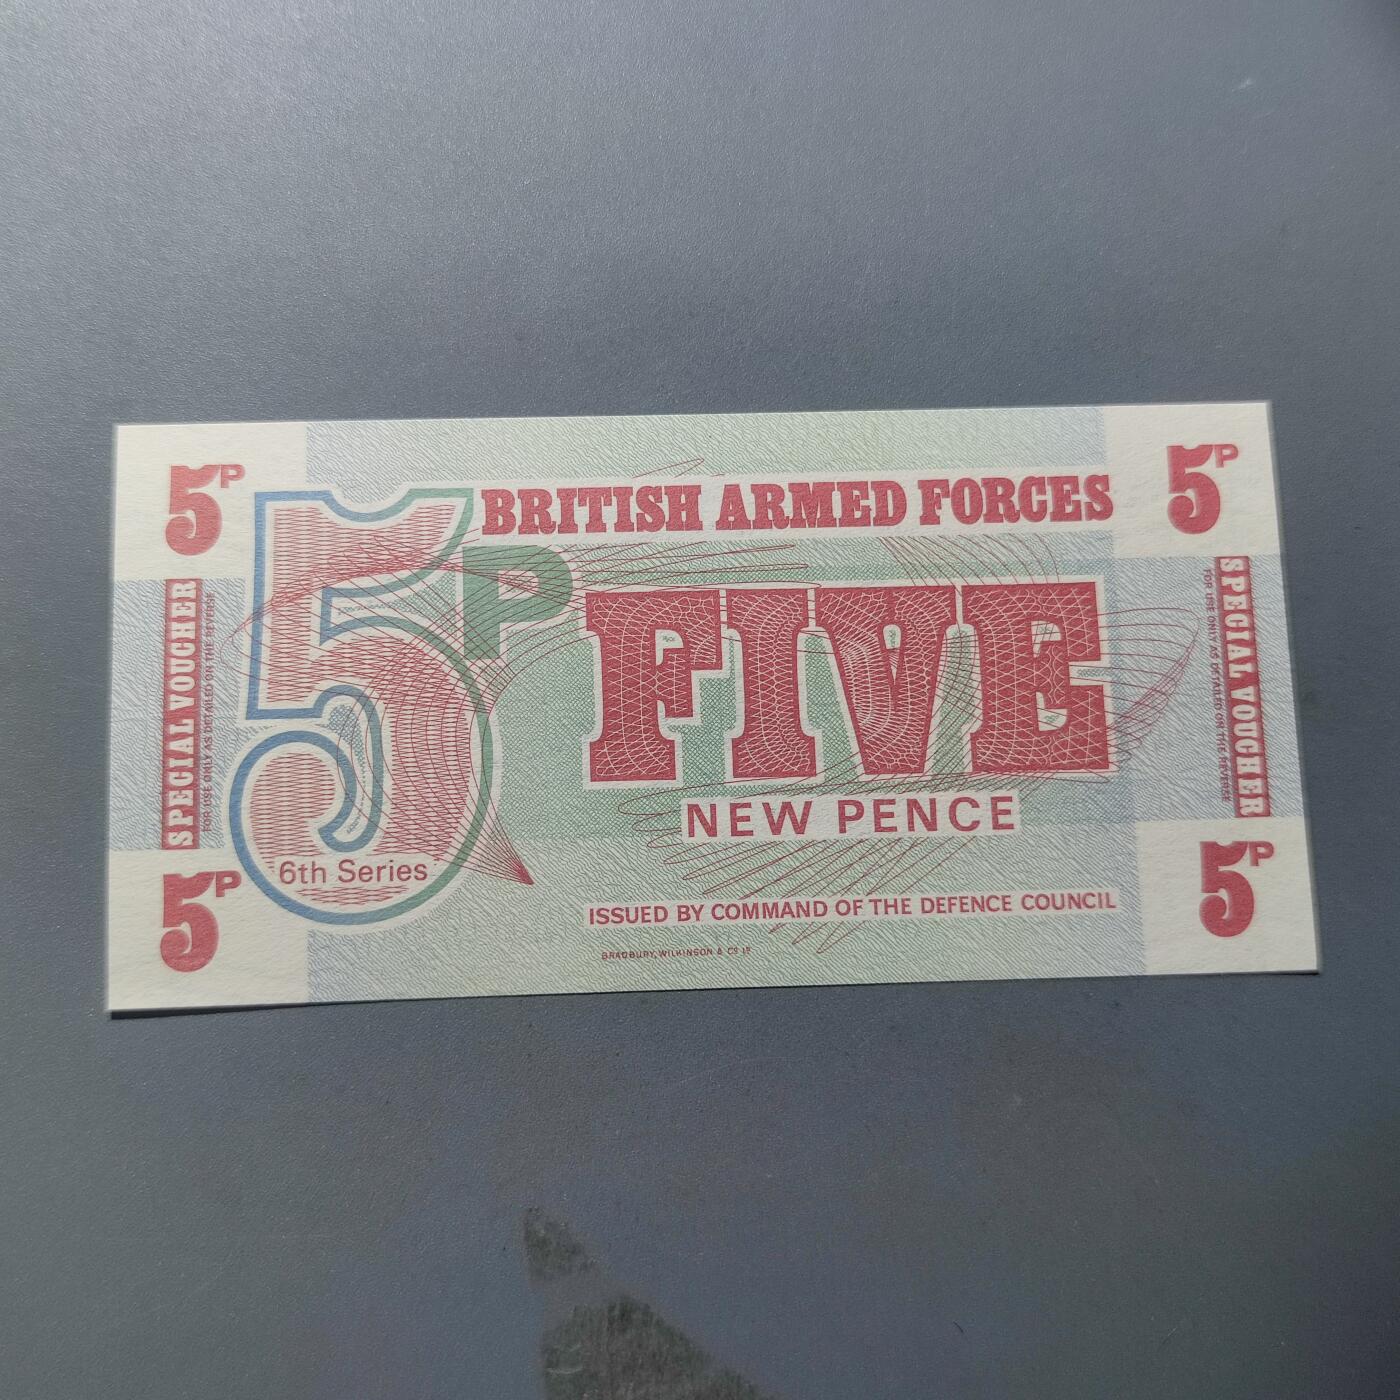 5P
BRITISH ARMED FORCES
5P
5P
FIVE
NEW PENCE
SPECIAL VOUCHER
FOR USE ONLY AS DETAILED ON THE REVERSE
SPECIAL VOUCHER
FOR USE ONLY AS DETAILED ON THE REVERSE
6th Series
5P
5P
ISSUED BY COMMAND OF THE DEFENCE COUNCIL
BRADBURY, WILKINSON & Co Ld